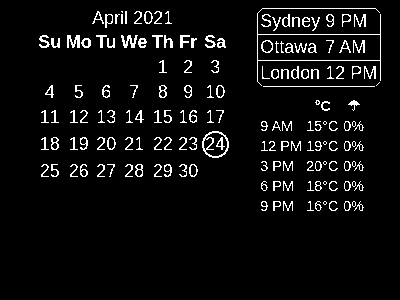 April 2021
Su Mo Tu We Th Fr Sa
1 2 3
4 5 6 7 8 9 10
11 12 13 14 15 16 17
18 19 20 21 22 23 24
25 26 27 28 29 30
Sydney 9 PM
Ottawa 7 AM
London 12 PM
°C ☂
9 AM 15°C 0%
12 PM 19°C 0%
3 PM 20°C 0%
6 PM 18°C 0%
9 PM 16°C 0%